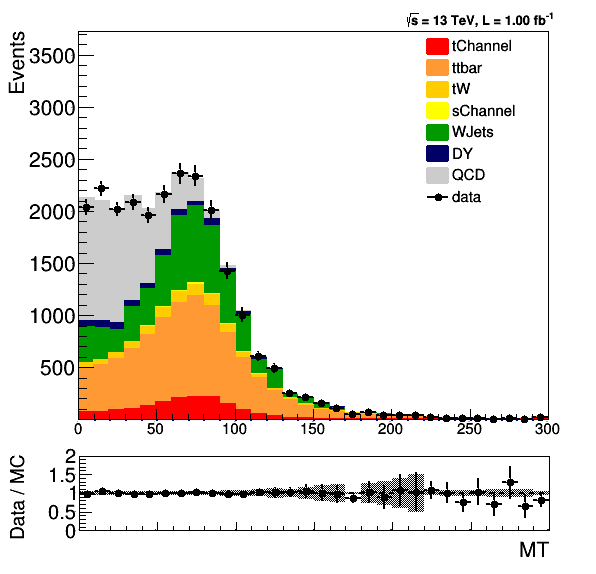 √s = 13 TeV, L = 1.00 fb⁻¹
Events
3500
3000
2500
2000
1500
1000
500
tChannel
ttbar
tW
sChannel
WJets
DY
QCD
data
0 50 100 150 200 250 300
Data / MC
2
1.5
1
0.5
0
MT